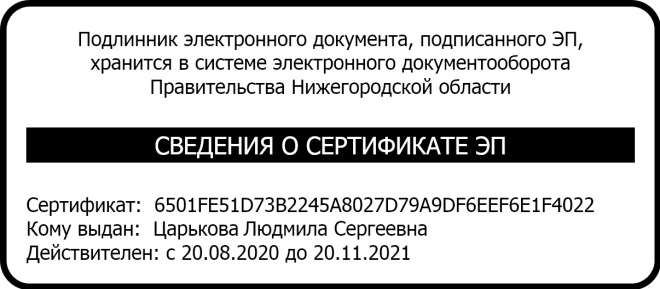 Подлинник электронного документа, подписанного ЭП,
хранится в системе электронного документооборота
Правительства Нижегородской области
СВЕДЕНИЯ О СЕРТИФИКАТЕ ЭП
Сертификат: 6501FE51D73B2245A8027D79A9DF6EEF6E1F4022
Кому выдан: Царькова Людмила Сергеевна
Действителен: с 20.08.2020 до 20.11.2021